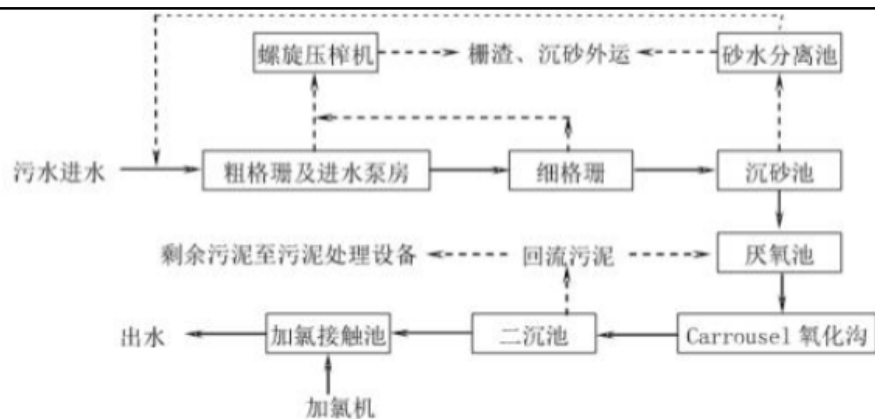 螺旋压榨机 栅渣、沉砂外运 砂水分离池
污水进水 粗格珊及进水泵房 细格珊 沉砂池
剩余污泥至污泥处理设备 回流污泥 厌氧池
出水 加氯接触池 二沉池 Carrousel 氧化沟
加氯机